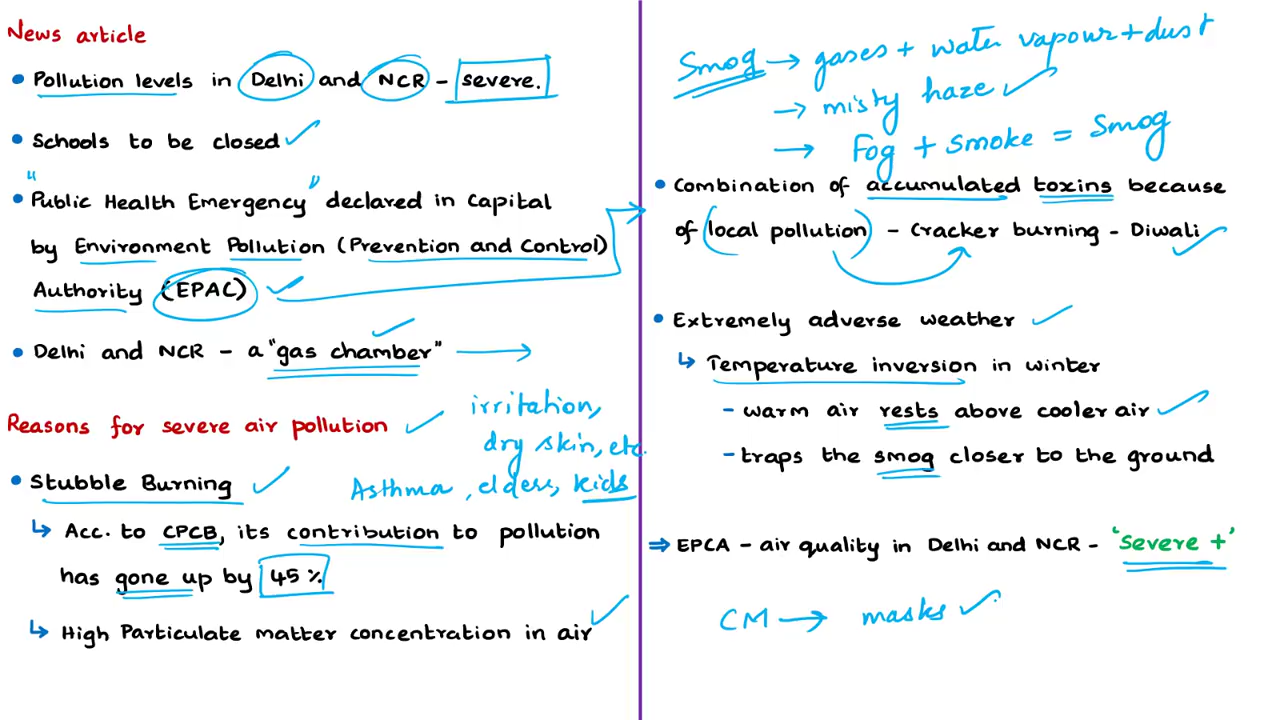 News article
• Pollution levels in Delhi and NCR - severe.
• Schools to be closed
• "Public Health Emergency" declared in Capital
by Environment Pollution (Prevention and Control)
Authority (EPAC)
• Delhi and NCR - a "gas chamber" →
Reasons for severe air pollution
irritation,
dry skin, etc.
Asthma, elders, kids
• Stubble Burning
↳ Acc. to CPCB, its contribution to pollution
has gone up by 45 %
↳ High Particulate matter concentration in air
Smog → gases + water vapour + dust
→ misty haze
→ Fog + smoke = Smog
• Combination of accumulated toxins because
of (local pollution) - Cracker burning - Diwali
• Extremely adverse weather
↳ Temperature inversion in winter
- warm air rests above cooler air
- traps the smog closer to the ground
⇒ EPCA - air quality in Delhi and NCR - 'severe +'
CM → masks